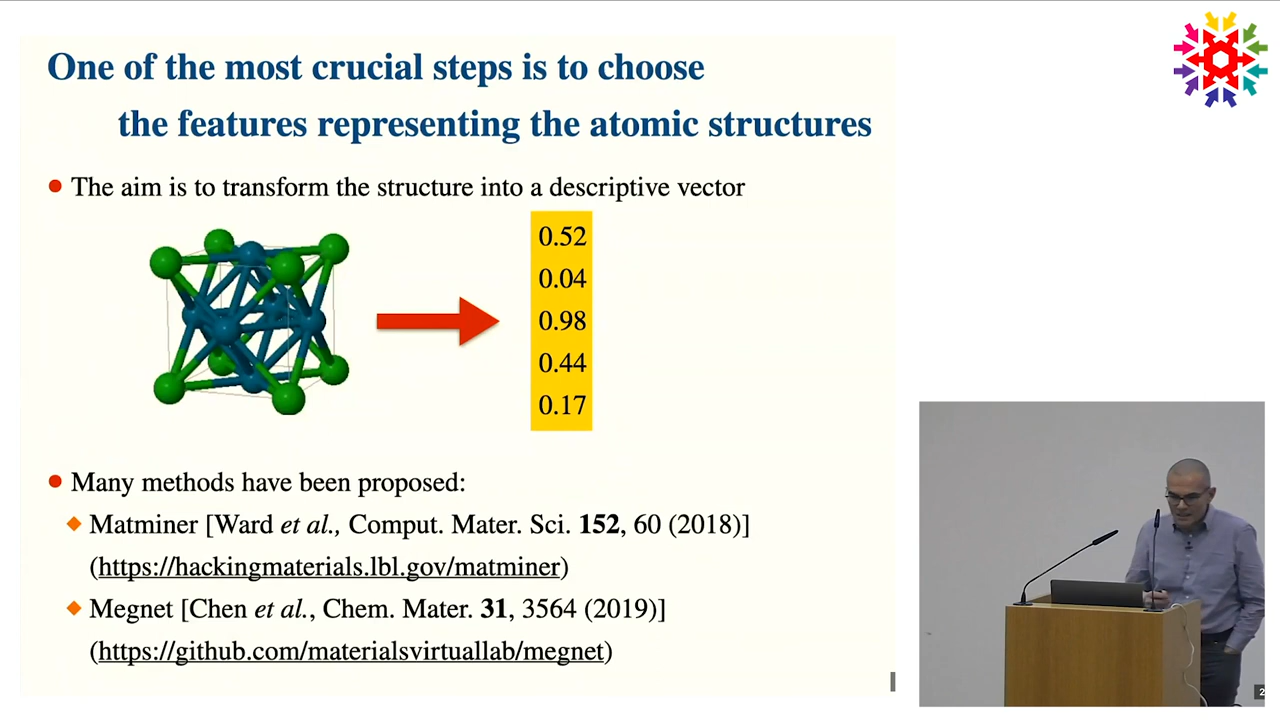 One of the most crucial steps is to choose
the features representing the atomic structures
● The aim is to transform the structure into a descriptive vector
0.52
0.04
0.98
0.44
0.17
● Many methods have been proposed:
◆ Matminer [Ward et al., Comput. Mater. Sci. 152, 60 (2018)]
(https://hackingmaterials.lbl.gov/matminer)
◆ Megnet [Chen et al., Chem. Mater. 31, 3564 (2019)]
(https://github.com/materialsvirtuallab/megnet)
2